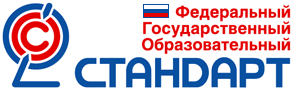 Федеральный
Государственный
Образовательный
СТАНДАРТ